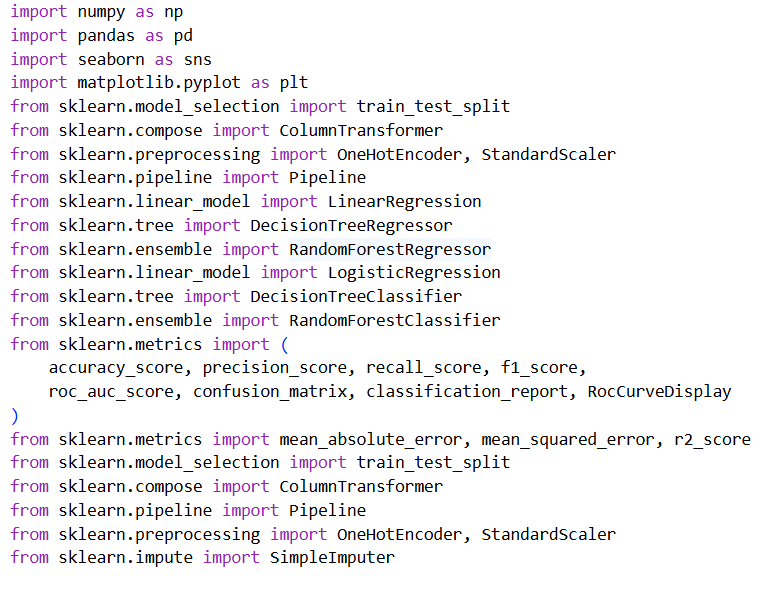 import numpy as np
import pandas as pd
import seaborn as sns
import matplotlib.pyplot as plt
from sklearn.model_selection import train_test_split
from sklearn.compose import ColumnTransformer
from sklearn.preprocessing import OneHotEncoder, StandardScaler
from sklearn.pipeline import Pipeline
from sklearn.linear_model import LinearRegression
from sklearn.tree import DecisionTreeRegressor
from sklearn.ensemble import RandomForestRegressor
from sklearn.linear_model import LogisticRegression
from sklearn.tree import DecisionTreeClassifier
from sklearn.ensemble import RandomForestClassifier
from sklearn.metrics import (
    accuracy_score, precision_score, recall_score, f1_score,
    roc_auc_score, confusion_matrix, classification_report, RocCurveDisplay
)
from sklearn.metrics import mean_absolute_error, mean_squared_error, r2_score
from sklearn.model_selection import train_test_split
from sklearn.compose import ColumnTransformer
from sklearn.pipeline import Pipeline
from sklearn.preprocessing import OneHotEncoder, StandardScaler
from sklearn.impute import SimpleImputer